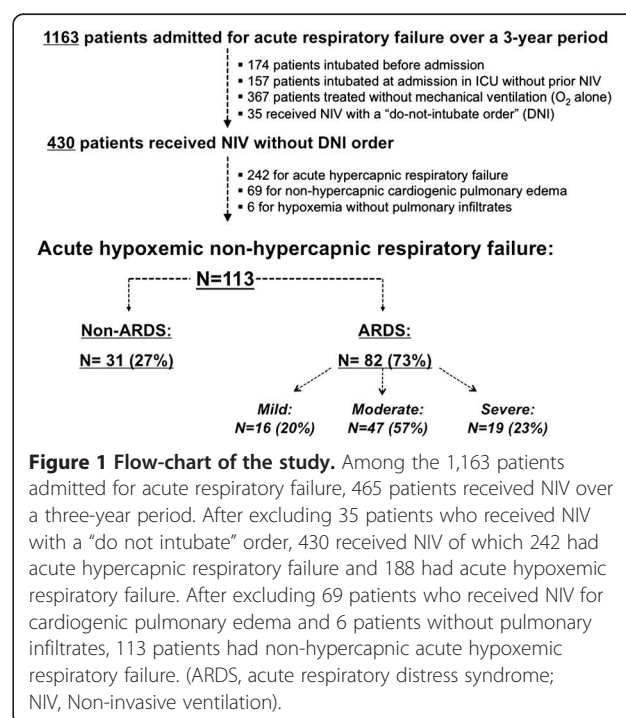 1163 patients admitted for acute respiratory failure over a 3-year period
▪ 174 patients intubated before admission
▪ 157 patients intubated at admission in ICU without prior NIV
▪ 367 patients treated without mechanical ventilation (O2 alone)
▪ 35 received NIV with a “do-not-intubate order” (DNI)
430 patients received NIV without DNI order
▪ 242 for acute hypercapnic respiratory failure
▪ 69 for non-hypercapnic cardiogenic pulmonary edema
▪ 6 for hypoxemia without pulmonary infiltrates
Acute hypoxemic non-hypercapnic respiratory failure:
N=113
Non-ARDS: ARDS:
N= 31 (27%) N= 82 (73%)
Mild: Moderate: Severe:
N=16 (20%) N=47 (57%) N=19 (23%)
Figure 1 Flow-chart of the study. Among the 1,163 patients
admitted for acute respiratory failure, 465 patients received NIV over
a three-year period. After excluding 35 patients who received NIV
with a “do not intubate” order, 430 received NIV of which 242 had
acute hypercapnic respiratory failure and 188 had acute hypoxemic
respiratory failure. After excluding 69 patients who received NIV for
cardiogenic pulmonary edema and 6 patients without pulmonary
infiltrates, 113 patients had non-hypercapnic acute hypoxemic
respiratory failure. (ARDS, acute respiratory distress syndrome;
NIV, Non-invasive ventilation).